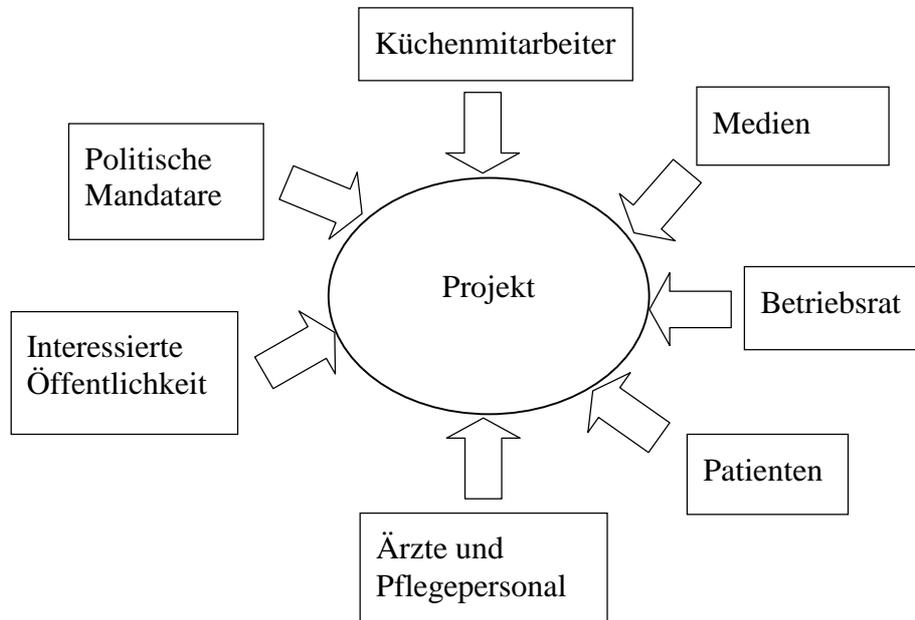 Küchenmitarbeiter
Medien
Politische
Mandatare
Projekt
Betriebsrat
Interessierte
Öffentlichkeit
Patienten
Ärzte und
Pflegepersonal